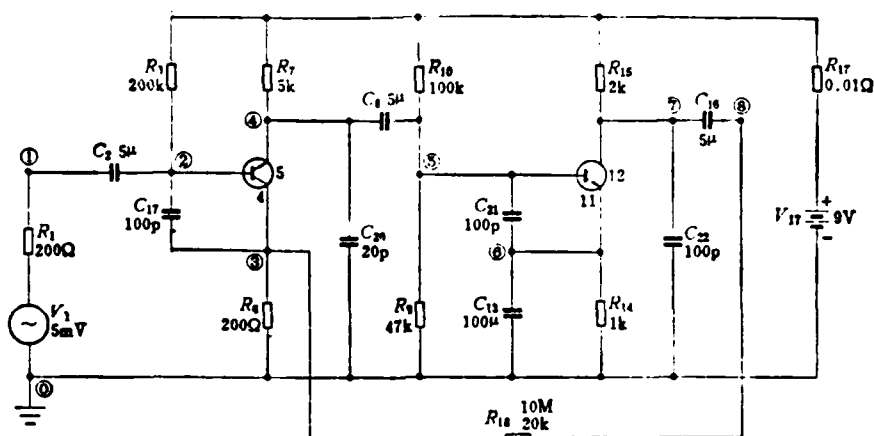 R₃
200k
R₇
5k
R₁₀
100k
R₁₅
2k
R₁₇
0.01Ω
④
5μ
⑦
C₁₆
5μ
⑧
①
C₂ 5μ
②
5
4
⑤
12
11
C₁₇
100p
C₂₁
100p
V₁₇
9V
+
-
R₁
200Ω
③
20p
⑥
C₂₂
100p
R₆
200Ω
R₉
47k
C₁₃
100μ
R₁₄
1k
V₁
5mV
⓪
R₁₈
10M
20k